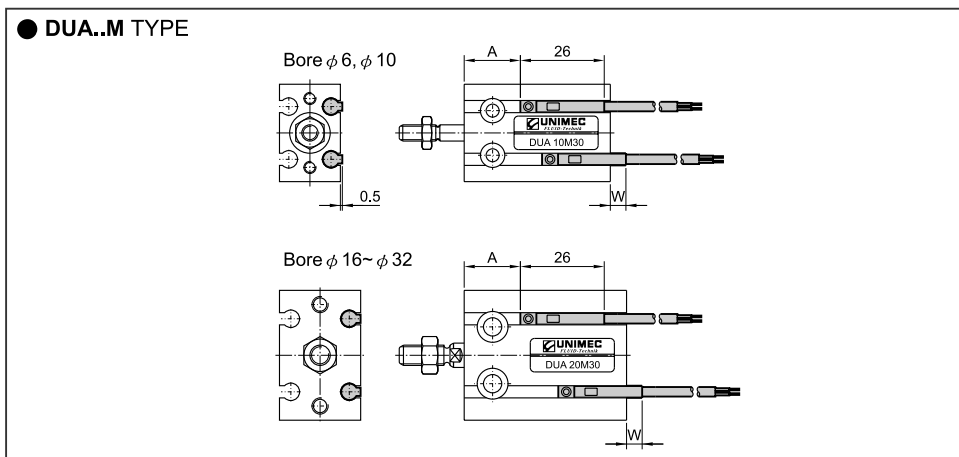 ● DUA..M TYPE
Bore φ 6, φ 10
A
26
UNIMEC
FLUID-Technik
DUA 10M30
0.5
W
Bore φ 16~ φ 32
A
26
UNIMEC
FLUID-Technik
DUA 20M30
W